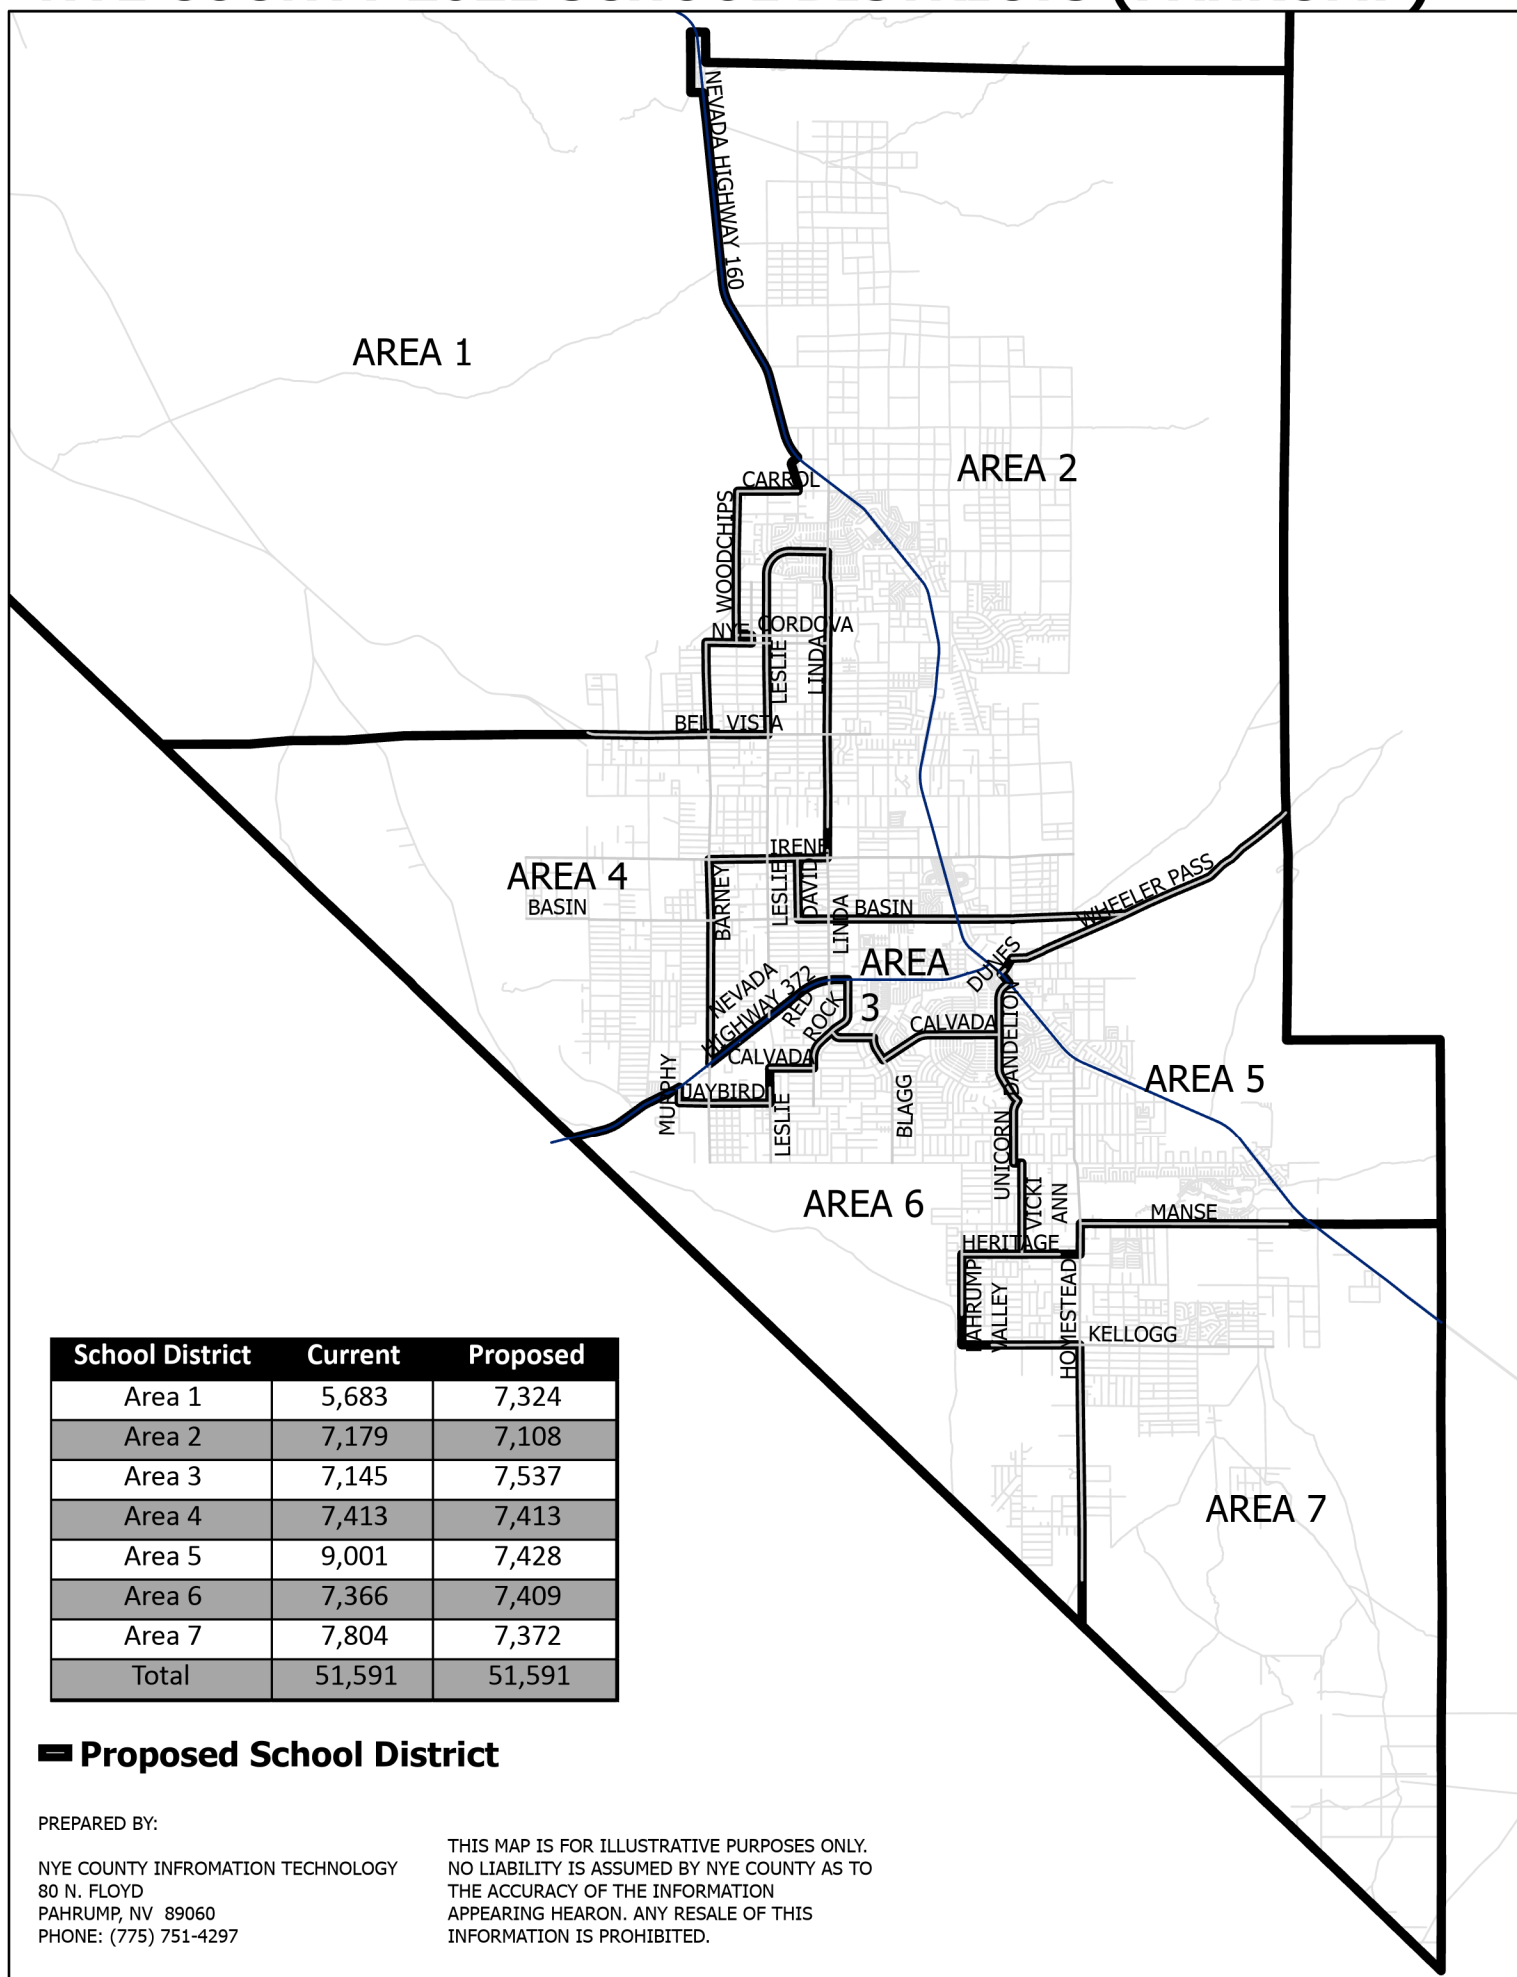 NEVADA HIGHWAY 160
AREA 1
AREA 2
CARROL
WOODCHIPS
NYE
CORDOVA
LESLIE
LINDA
BELL VISTA
IRENE
AREA 4
BASIN
BARNEY
LESLIE
DAVID
LINDA
BASIN
WHEELER PASS
AREA
3
DUNES
NEVADA
HIGHWAY 372
RED
ROCK
CALVADA
DANDELION
CALVADA
MURPHY
JAYBIRD
LESLIE
BLAGG
AREA 5
UNICORN
AREA 6
VICKI
ANN
MANSE
HERITAGE
PAHRUMP
VALLEY
HOMESTEAD
KELLOGG
AREA 7
School District Current Proposed
Area 1 5,683 7,324
Area 2 7,179 7,108
Area 3 7,145 7,537
Area 4 7,413 7,413
Area 5 9,001 7,428
Area 6 7,366 7,409
Area 7 7,804 7,372
Total 51,591 51,591
Proposed School District
PREPARED BY:
NYE COUNTY INFROMATION TECHNOLOGY
80 N. FLOYD
PAHRUMP, NV 89060
PHONE: (775) 751-4297
THIS MAP IS FOR ILLUSTRATIVE PURPOSES ONLY.
NO LIABILITY IS ASSUMED BY NYE COUNTY AS TO
THE ACCURACY OF THE INFORMATION
APPEARING HEARON. ANY RESALE OF THIS
INFORMATION IS PROHIBITED.